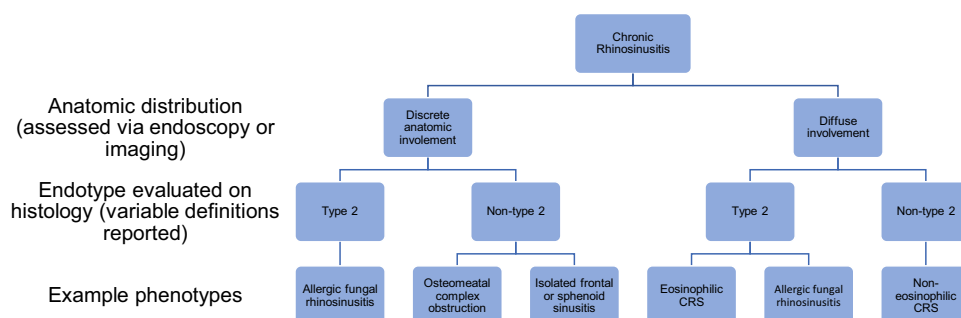 Chronic
Rhinosinusitis
Anatomic distribution
(assessed via endoscopy or
imaging)
Discrete
anatomic
involement
Diffuse
involvement
Endotype evaluated on
histology (variable definitions
reported)
Type 2
Non-type 2
Type 2
Non-type 2
Example phenotypes
Allergic fungal
rhinosinusitis
Osteomeatal
complex
obstruction
Isolated frontal
or sphenoid
sinusitis
Eosinophilic
CRS
Allergic fungal
rhinosinusitis
Non-
eosinophilic
CRS